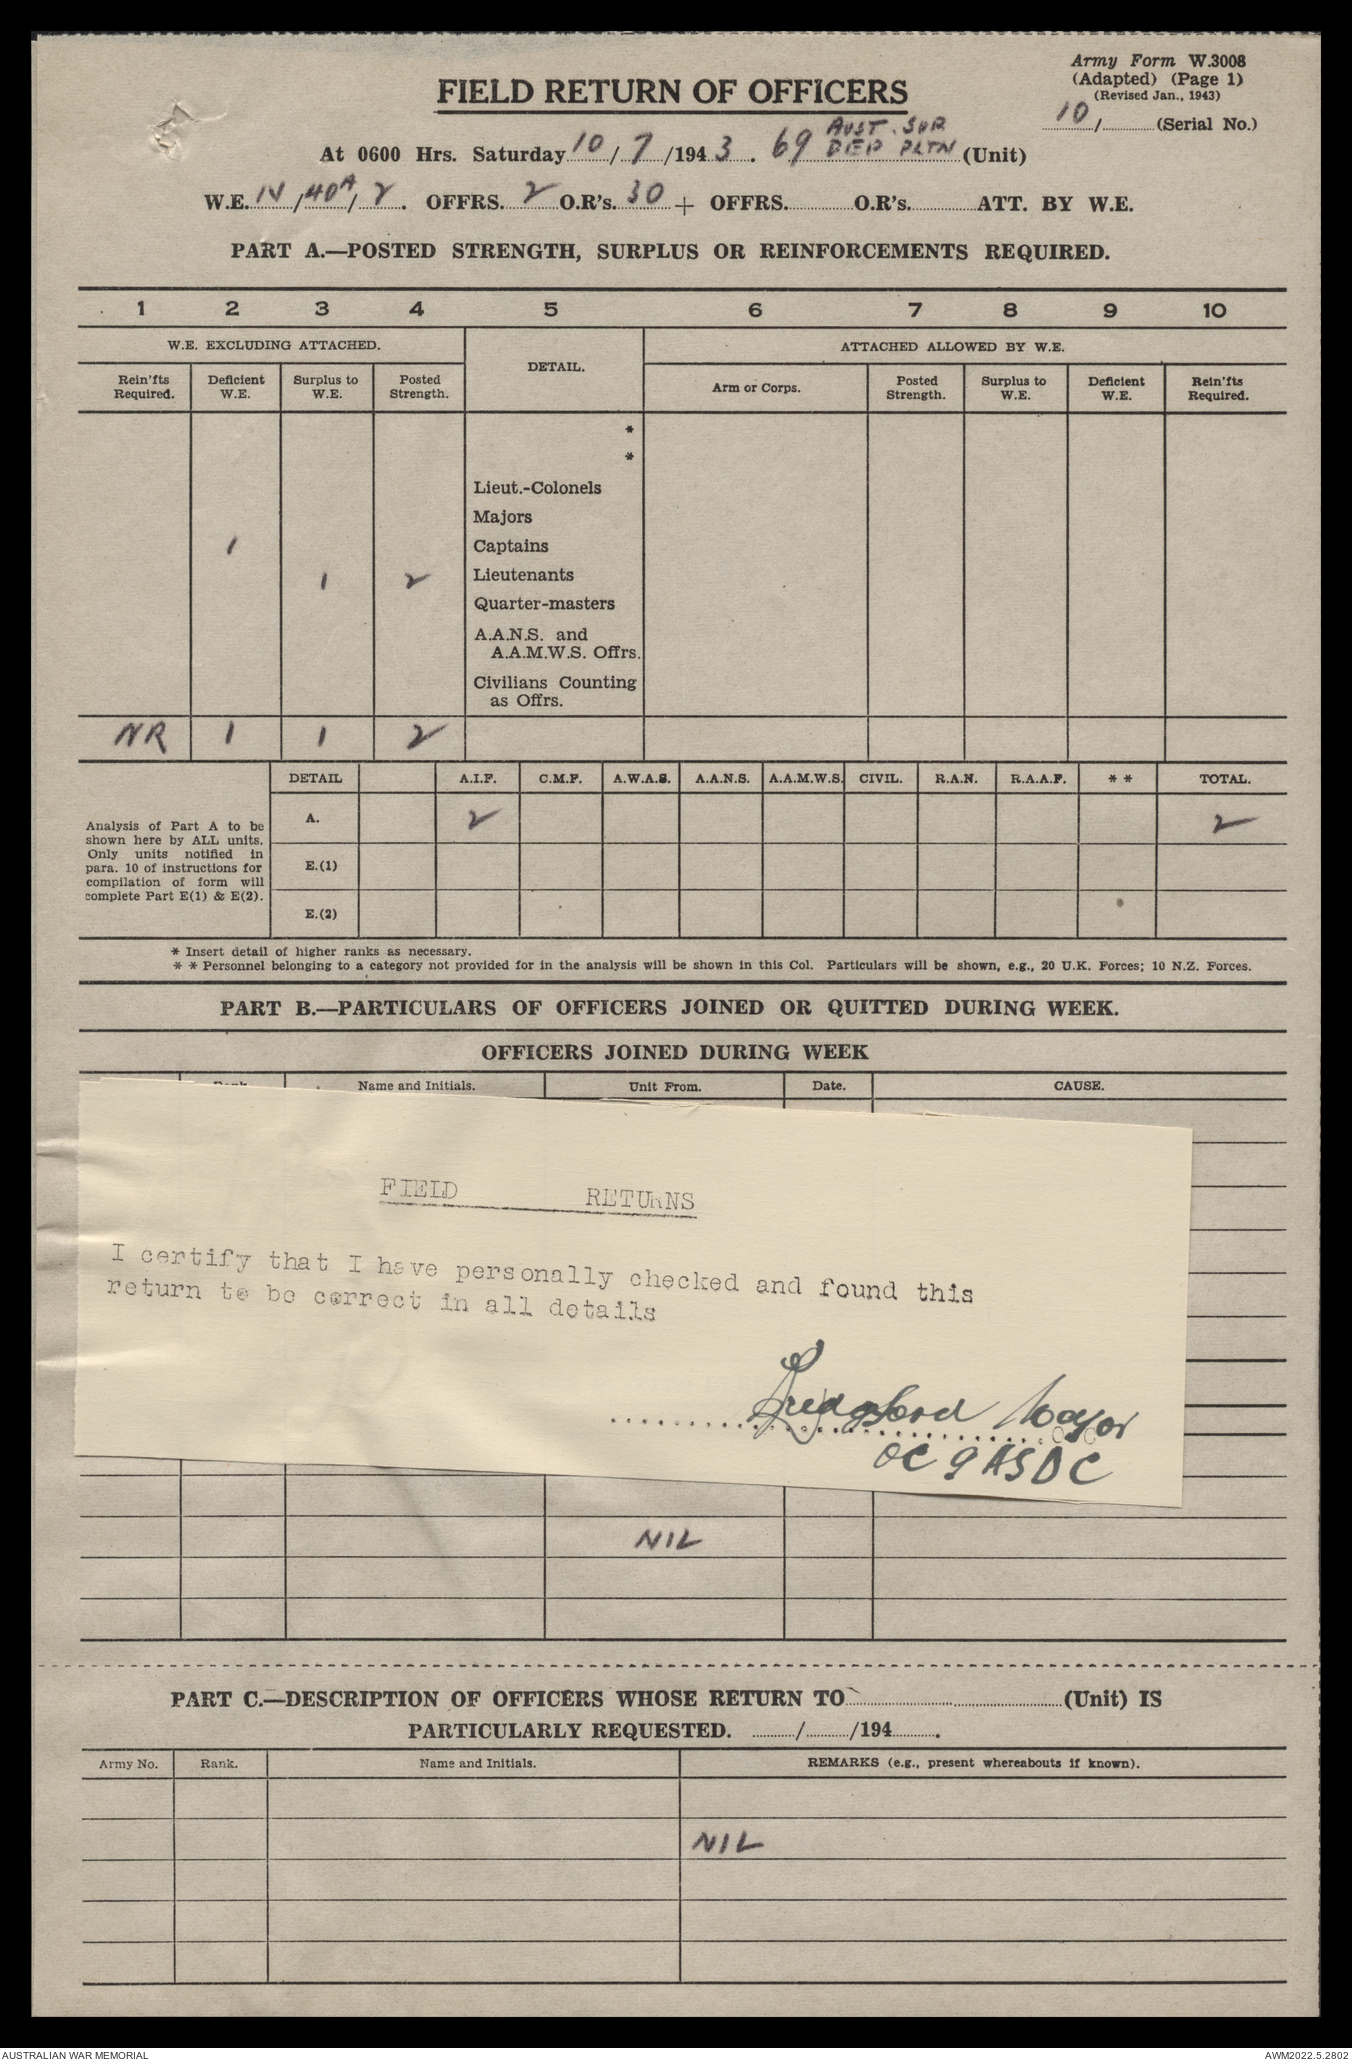 Army Form W.3008
(Adapted) (Page 1)
(Revised Jan., 1943)
10/ (Serial No.)
FIELD RETURN OF OFFICERS
At 0600 Hrs. Saturday 10/7/1943. 69 AUST. SUP DEP PLTN (Unit)
W.E. IV/40A/2. OFFRS. 2 O.R's. 30 + OFFRS. O.R's. ATT. BY W.E.
PART A.—POSTED STRENGTH, SURPLUS OR REINFORCEMENTS REQUIRED.
1 2 3 4 5 6 7 8 9 10
W.E. EXCLUDING ATTACHED. DETAIL. ATTACHED ALLOWED BY W.E.
Rein'fts Required. Deficient W.E. Surplus to W.E. Posted Strength. Arm or Corps. Posted Strength. Surplus to W.E. Deficient W.E. Rein'fts Required.
*
*
Lieut.-Colonels
Majors
1 Captains
1 2 Lieutenants
Quarter-masters
A.A.N.S. and
A.A.M.W.S. Offrs.
Civilians Counting
as Offrs.
NR 1 1 2
DETAIL A.I.F. C.M.F. A.W.A.S. A.A.N.S. A.A.M.W.S. CIVIL. R.A.N. R.A.A.F. * * TOTAL.
Analysis of Part A to be
shown here by ALL units.
Only units notified in
para. 10 of instructions for
compilation of form will
complete Part E(1) & E(2).
A. 2 2
E.(1)
E.(2)
* Insert detail of higher ranks as necessary.
* * Personnel belonging to a category not provided for in the analysis will be shown in this Col. Particulars will be shown, e.g., 20 U.K. Forces; 10 N.Z. Forces.
PART B.—PARTICULARS OF OFFICERS JOINED OR QUITTED DURING WEEK.
OFFICERS JOINED DURING WEEK
Rank Name and Initials. Unit From. Date. CAUSE.
FIELD RETURNS
I certify that I have personally checked and found this
return to be correct in all details
Major
OC 9 ASDC
NIL
PART C.—DESCRIPTION OF OFFICERS WHOSE RETURN TO (Unit) IS
PARTICULARLY REQUESTED. / /194 .
Army No. Rank. Name and Initials. REMARKS (e.g., present whereabouts if known).
NIL
AUSTRALIAN WAR MEMORIAL
AWM2022.5.2802